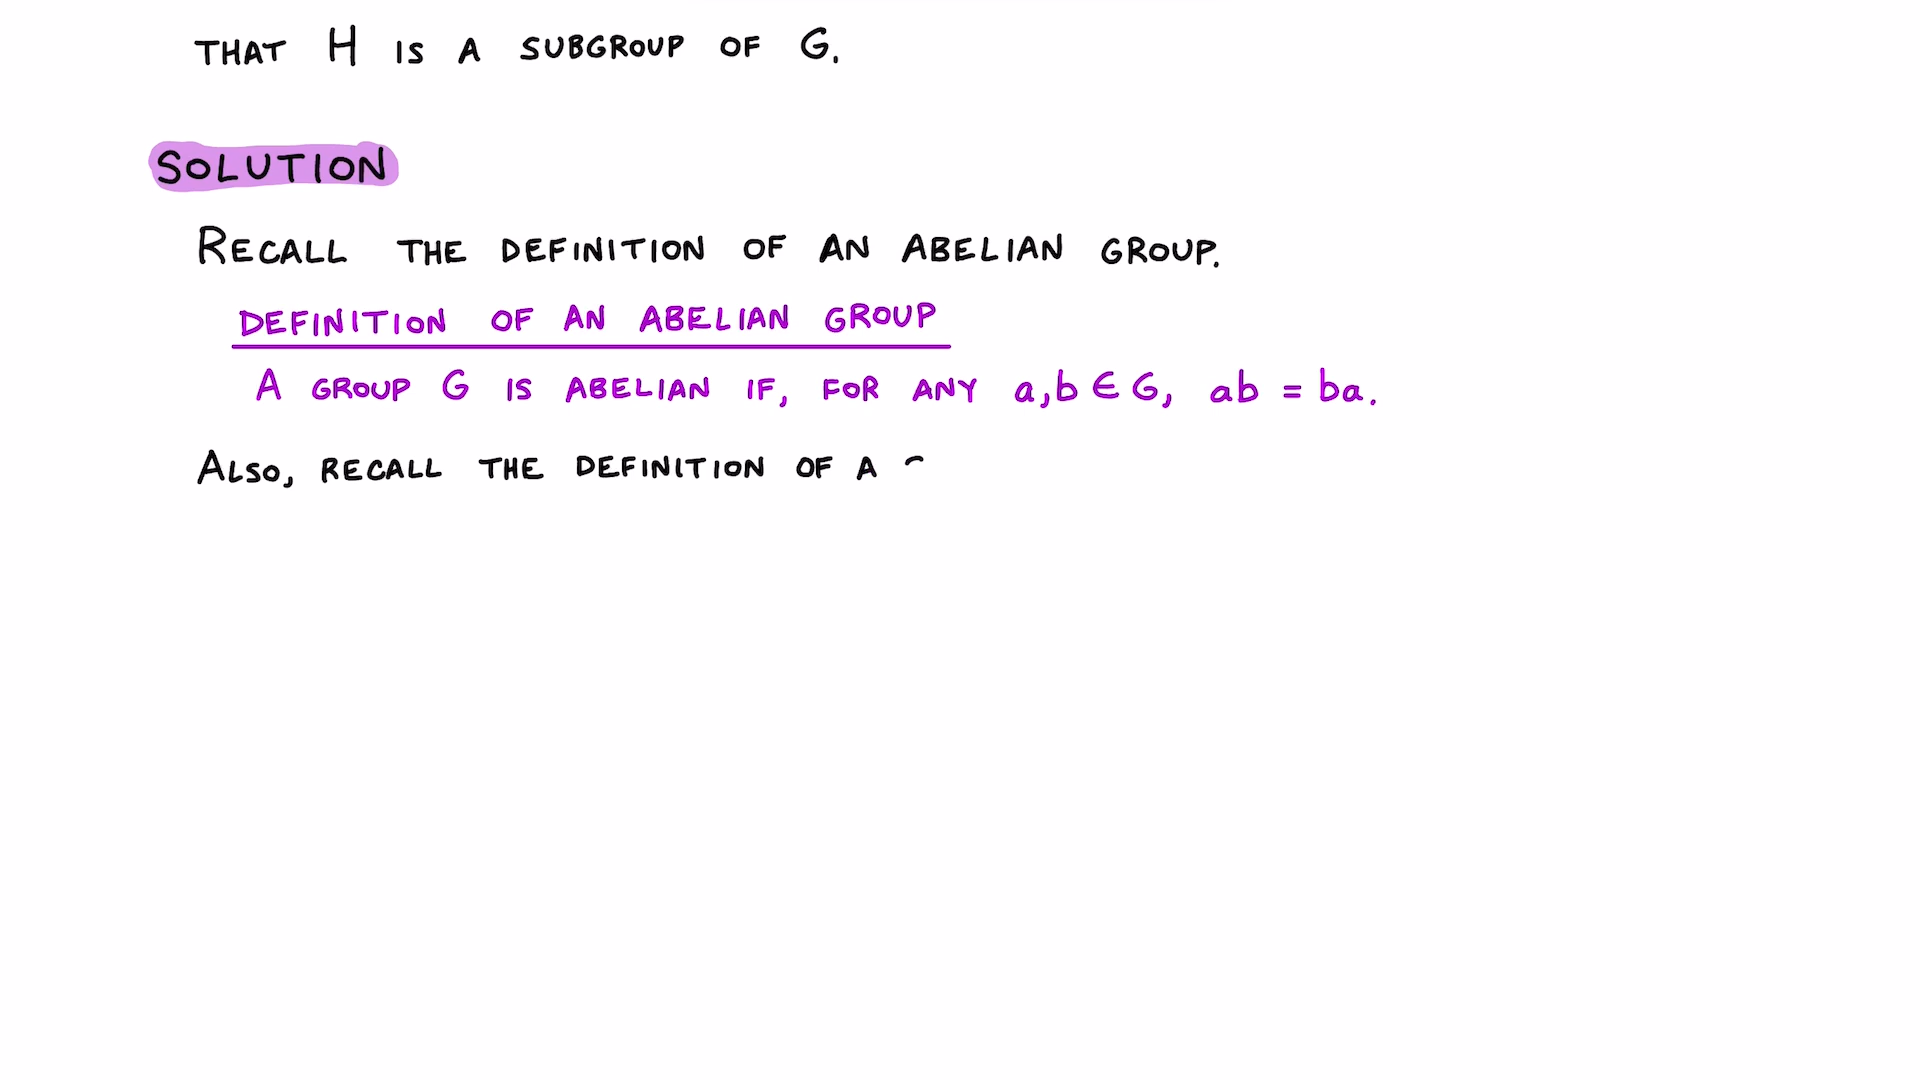 THAT H IS A SUBGROUP OF G.
SOLUTION
RECALL THE DEFINITION OF AN ABELIAN GROUP.
DEFINITION OF AN ABELIAN GROUP
A GROUP G IS ABELIAN IF, FOR ANY a,b ∈ G, ab = ba.
ALSO, RECALL THE DEFINITION OF A